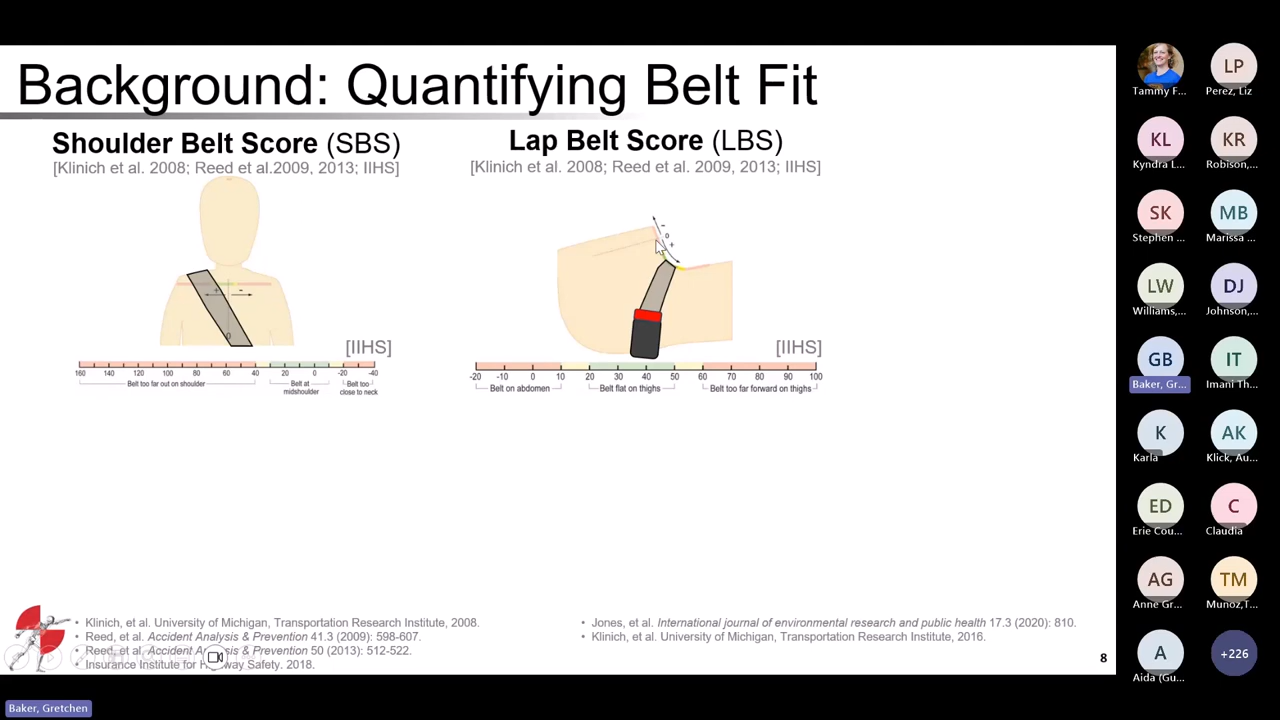 Background: Quantifying Belt Fit
Shoulder Belt Score (SBS)
[Klinich et al. 2008; Reed et al.2009, 2013; IIHS]
+ -
0
[IIHS]
160 140 120 100 80 60 40 20 0 -20 -40
Belt too far out on shoulder
Belt at midshoulder
Belt too close to neck
Lap Belt Score (LBS)
[Klinich et al. 2008; Reed et al. 2009, 2013; IIHS]
-
0
+
[IIHS]
-20 -10 0 10 20 30 40 50 60 70 80 90 100
Belt on abdomen
Belt flat on thighs
Belt too far forward on thighs
• Klinich, et al. University of Michigan, Transportation Research Institute, 2008.
• Reed, et al. Accident Analysis & Prevention 41.3 (2009): 598-607.
• Reed, et al. Accident Analysis & Prevention 50 (2013): 512-522.
Insurance Institute for Highway Safety. 2018.
• Jones, et al. International journal of environmental research and public health 17.3 (2020): 810.
• Klinich, et al. University of Michigan, Transportation Research Institute, 2016.
8
Tammy F...
LP
Perez, Liz
KL
Kyndra L...
KR
Robison,...
SK
Stephen ...
MB
Marissa ...
LW
Williams,...
DJ
Johnson,...
GB
Baker, Gr...
IT
Imani Th...
K
Karla
AK
Klick, Au...
ED
Erie Cou...
C
Claudia
AG
Anne Gr...
TM
Munoz,T...
A
Aida (Gu...
+226
Baker, Gretchen